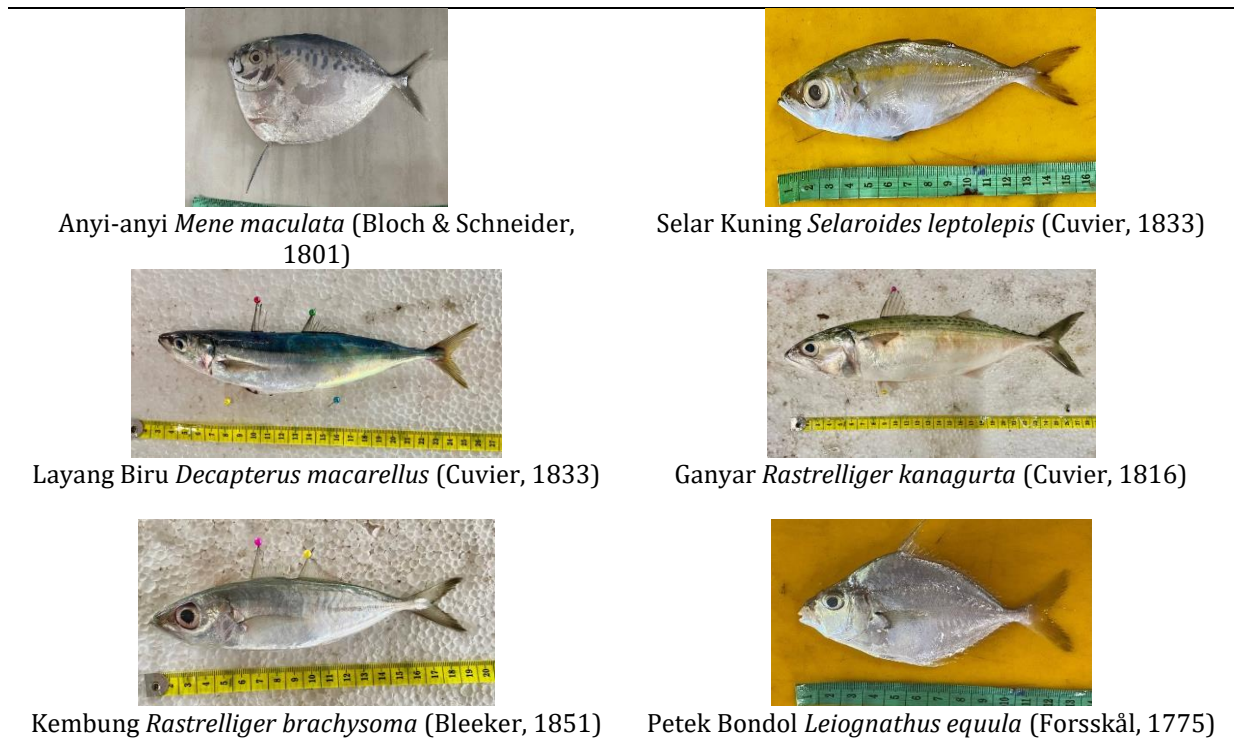 Anyi-anyi Mene maculata (Bloch & Schneider,
1801)
Selar Kuning Selaroides leptolepis (Cuvier, 1833)
Layang Biru Decapterus macarellus (Cuvier, 1833)
Ganyar Rastrelliger kanagurta (Cuvier, 1816)
Kembung Rastrelliger brachysoma (Bleeker, 1851)
Petek Bondol Leiognathus equula (Forsskål, 1775)